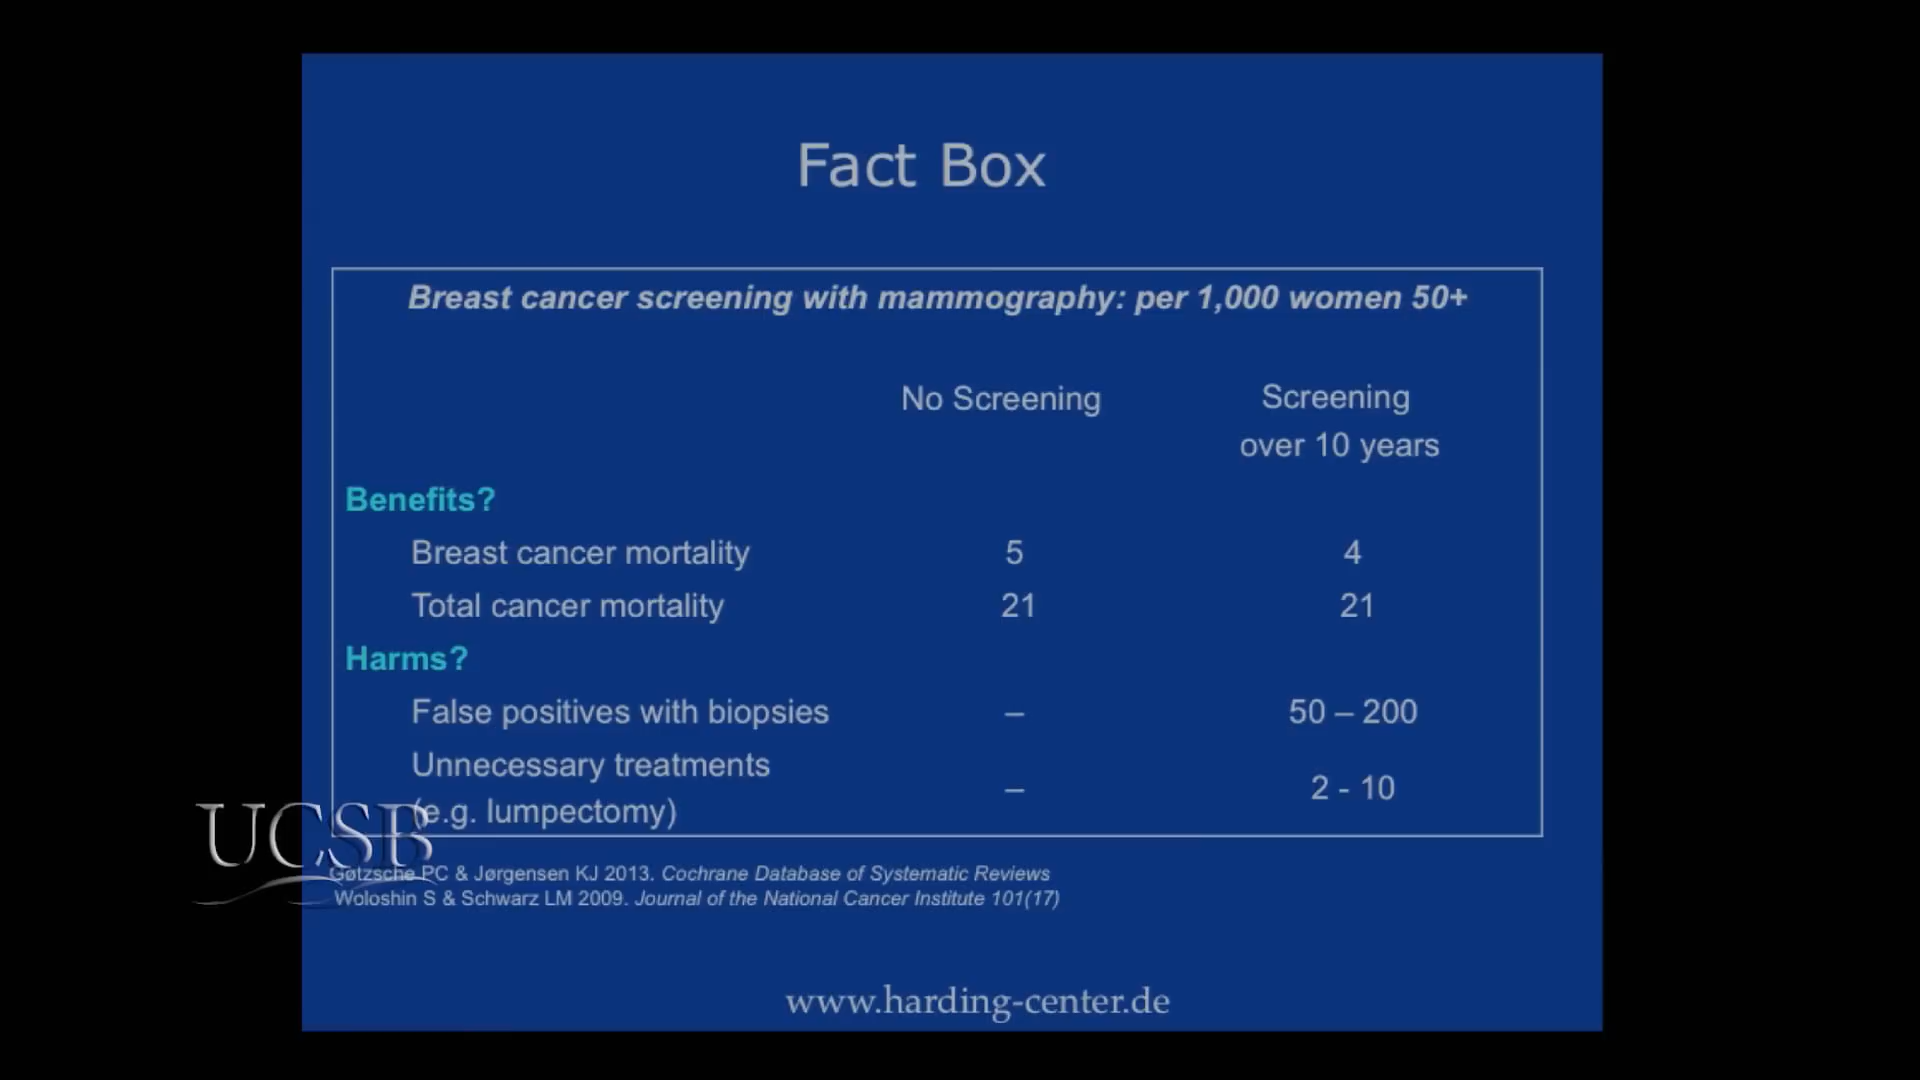 Fact Box
Breast cancer screening with mammography: per 1,000 women 50+
No Screening Screening
over 10 years
Benefits?
Breast cancer mortality 5 4
Total cancer mortality 21 21
Harms?
False positives with biopsies – 50 – 200
Unnecessary treatments
(e.g. lumpectomy) – 2 - 10
UCSB
Gøtzsche PC & Jørgensen KJ 2013. Cochrane Database of Systematic Reviews
Woloshin S & Schwarz LM 2009. Journal of the National Cancer Institute 101(17)
www.harding-center.de